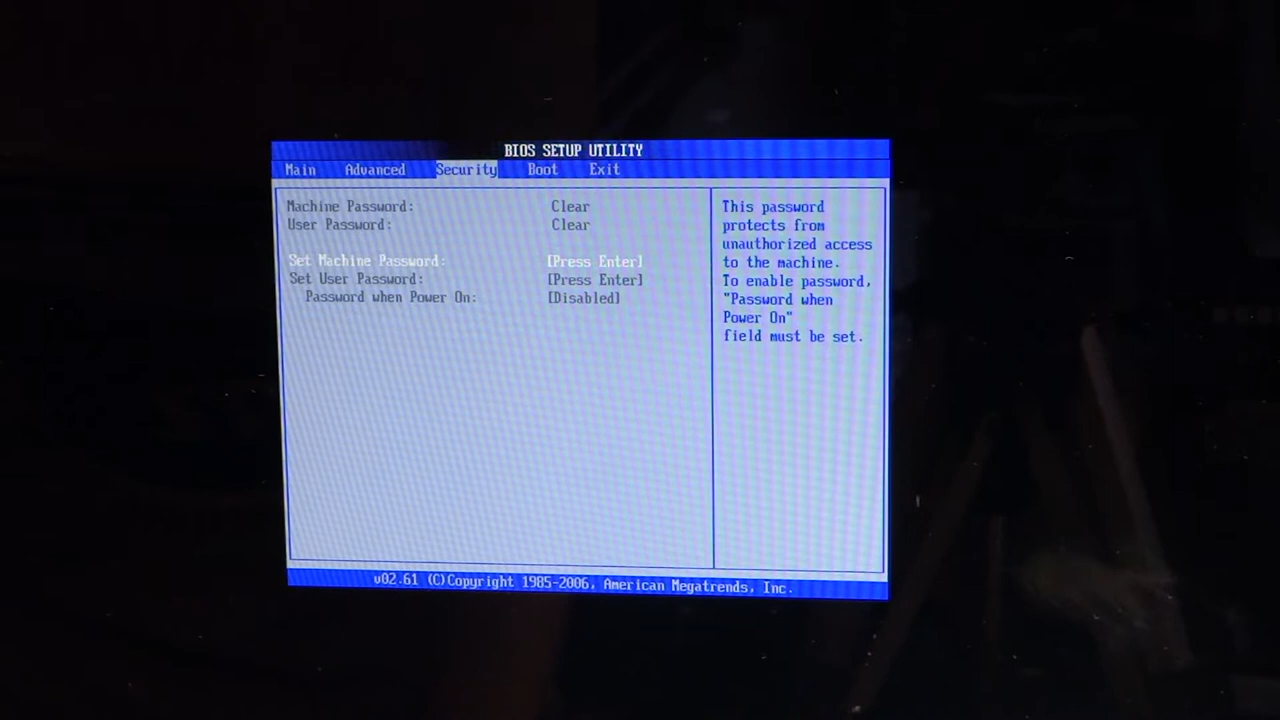 BIOS SETUP UTILITY
Main Advanced Security Boot Exit
Machine Password: Clear
User Password: Clear
Set Machine Password: [Press Enter]
Set User Password: [Press Enter]
Password when Power On: [Disabled]
This password
protects from
unauthorized access
to the machine.
To enable password,
"Password when
Power On"
field must be set.
v02.61 (C)Copyright 1985-2006, American Megatrends, Inc.